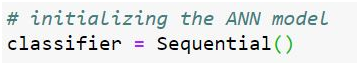 # initializing the ANN model
classifier = Sequential()